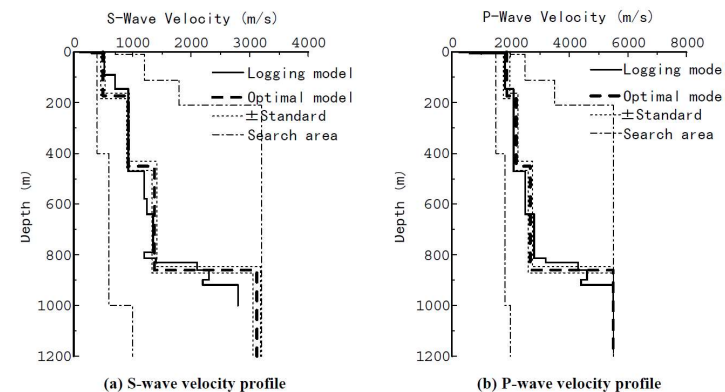 S-Wave Velocity (m/s)
0 1000 2000 3000 4000
0
200
400
600
800
1000
1200
Depth (m)
Logging model
Optimal model
±Standard
Search area
(a) S-wave velocity profile
P-Wave Velocity (m/s)
0 2000 4000 6000 8000
0
200
400
600
800
1000
1200
Depth (m)
Logging mode
Optimal mode
±Standard
Search area
(b) P-wave velocity profile